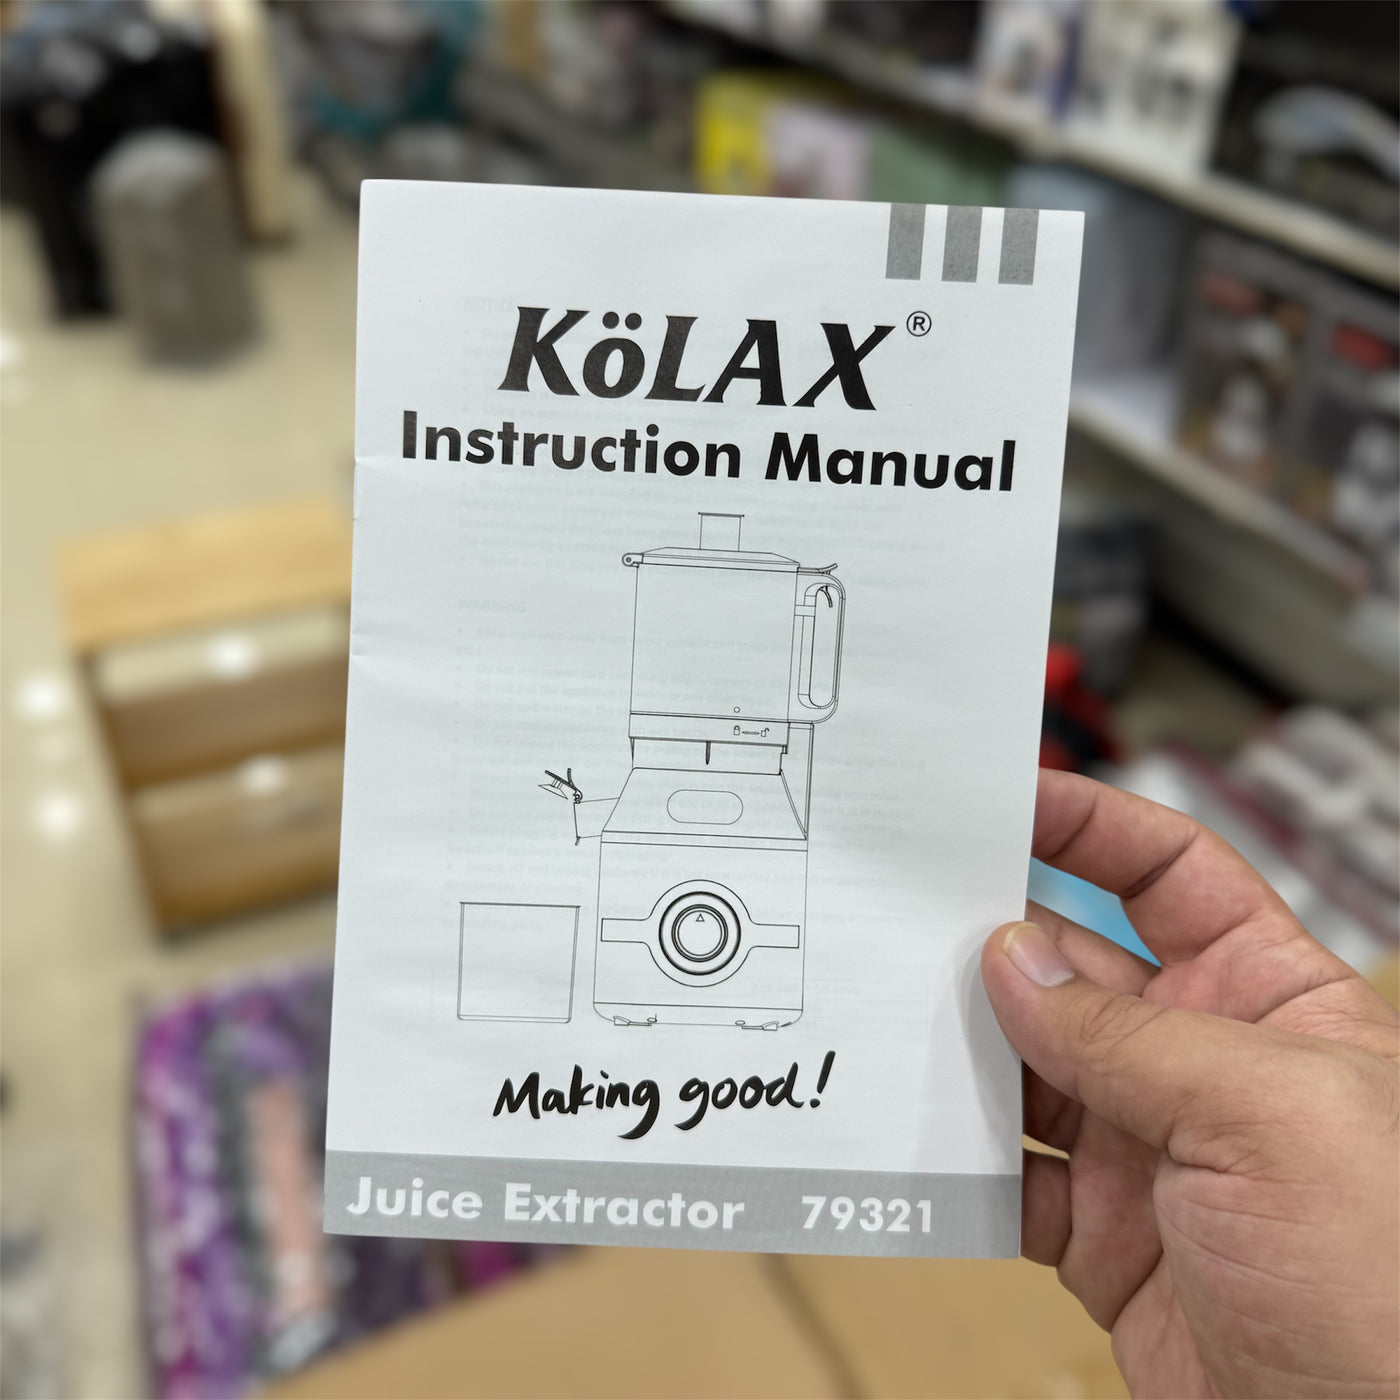 KöLAX®
Instruction Manual
Making good!
Juice Extractor 79321